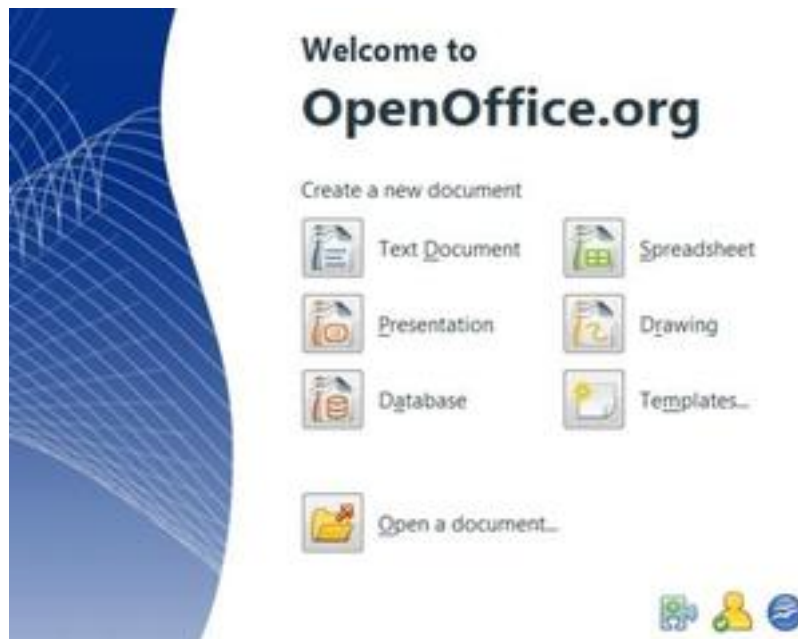 Welcome to
OpenOffice.org
Create a new document
Text Document
Spreadsheet
Presentation
Drawing
Database
Templates...
Open a document...